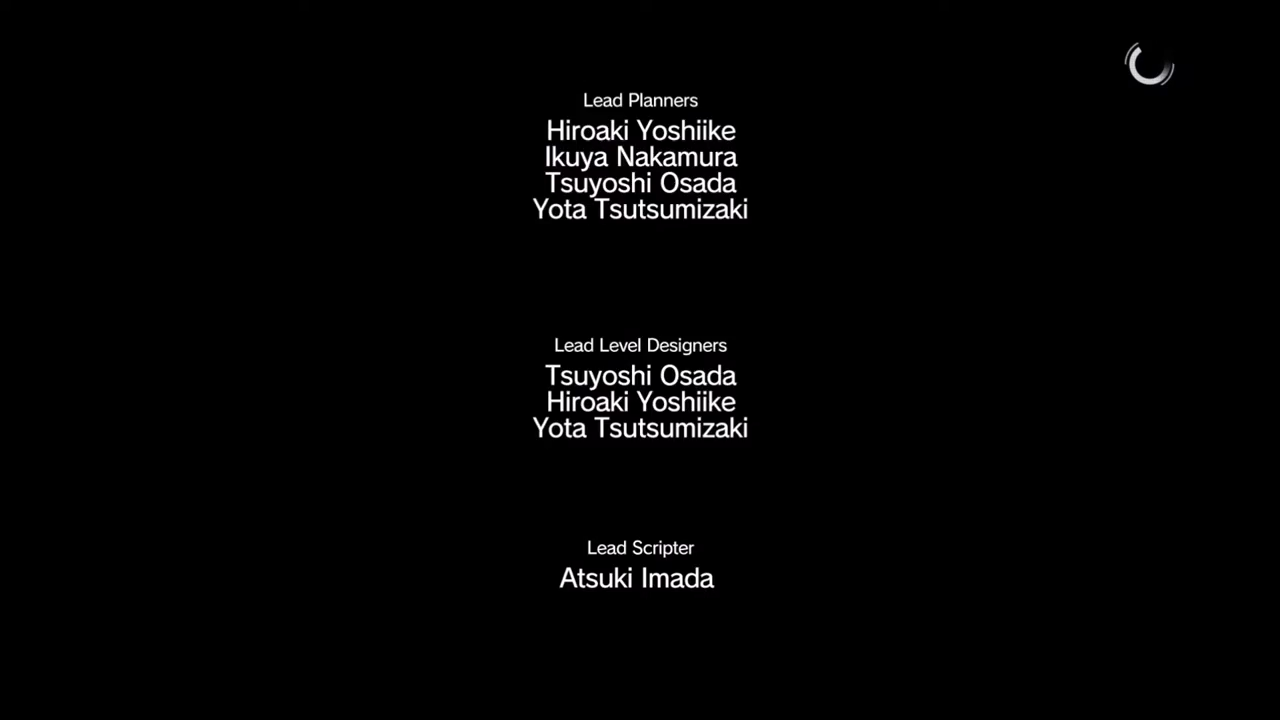 Lead Planners
Hiroaki Yoshiike
Ikuya Nakamura
Tsuyoshi Osada
Yota Tsutsumizaki
Lead Level Designers
Tsuyoshi Osada
Hiroaki Yoshiike
Yota Tsutsumizaki
Lead Scripter
Atsuki Imada